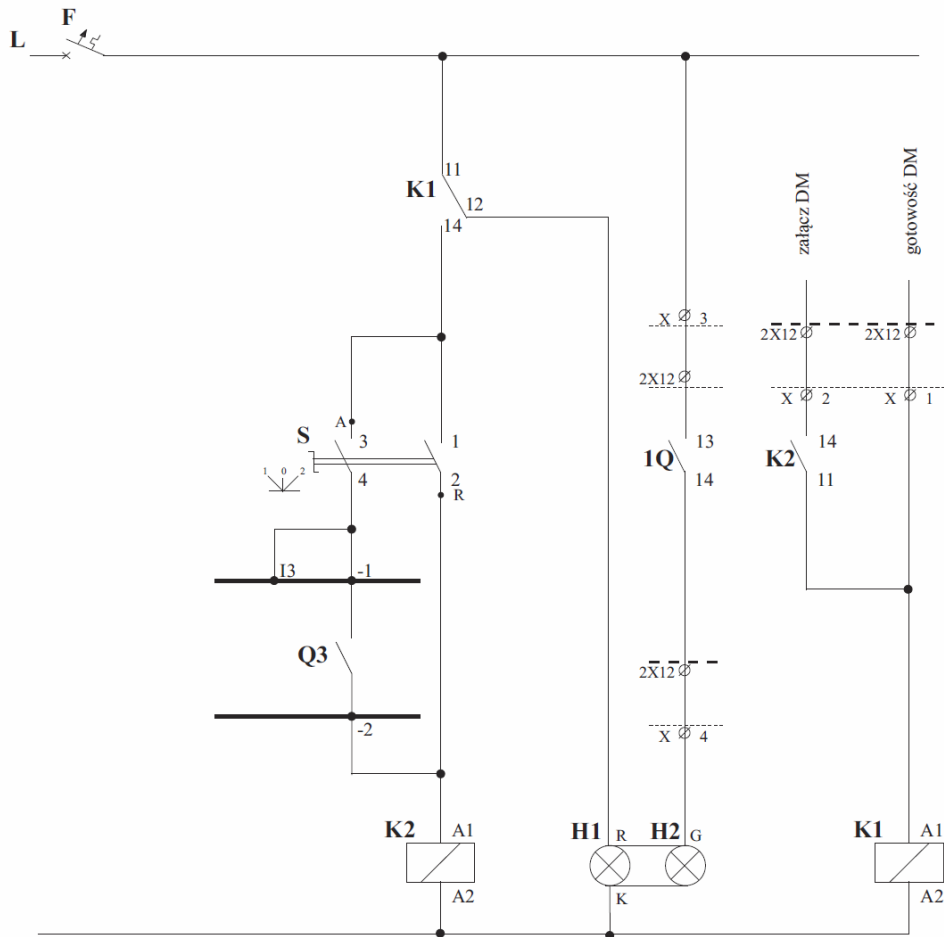 F
L
załącz DM
gotowość DM
11
K1
12
14
X 3
2X12 2X12
2X12
X 2 X 1
A
S 3 1
13 14
1Q K2
1 0 2
4 2 14 11
R
I3 -1
Q3
2X12
-2
X 4
K2 A1 H1 R H2 G K1 A1
A2 K A2